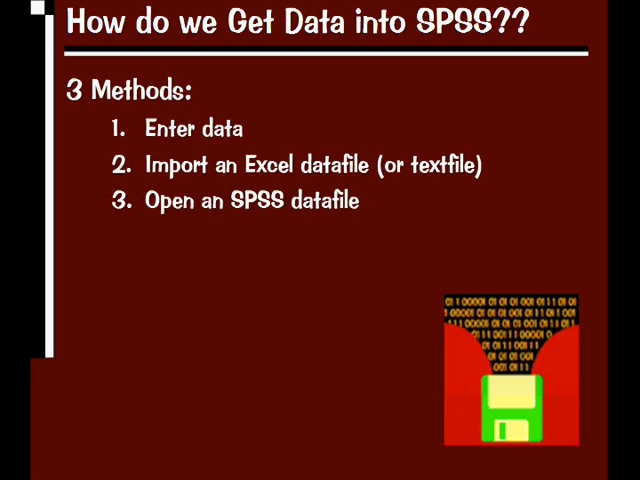 How do we Get Data into SPSS??
3 Methods:
1. Enter data
2. Import an Excel datafile (or textfile)
3. Open an SPSS datafile